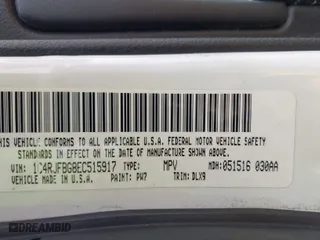 THIS VEHICLE CONFORMS TO ALL APPLICABLE U.S.A. FEDERAL MOTOR VEHICLE SAFETY
STANDARDS IN EFFECT ON THE DATE OF MANUFACTURE SHOWN ABOVE.
VIN: 1C4RJFBG8EC515917 TYPE: MPV MDH: 051516 030AA
VEHICLE MADE IN U.S.A. PAINT: PW7 TRIM: DLX9
© EDMUNDBID